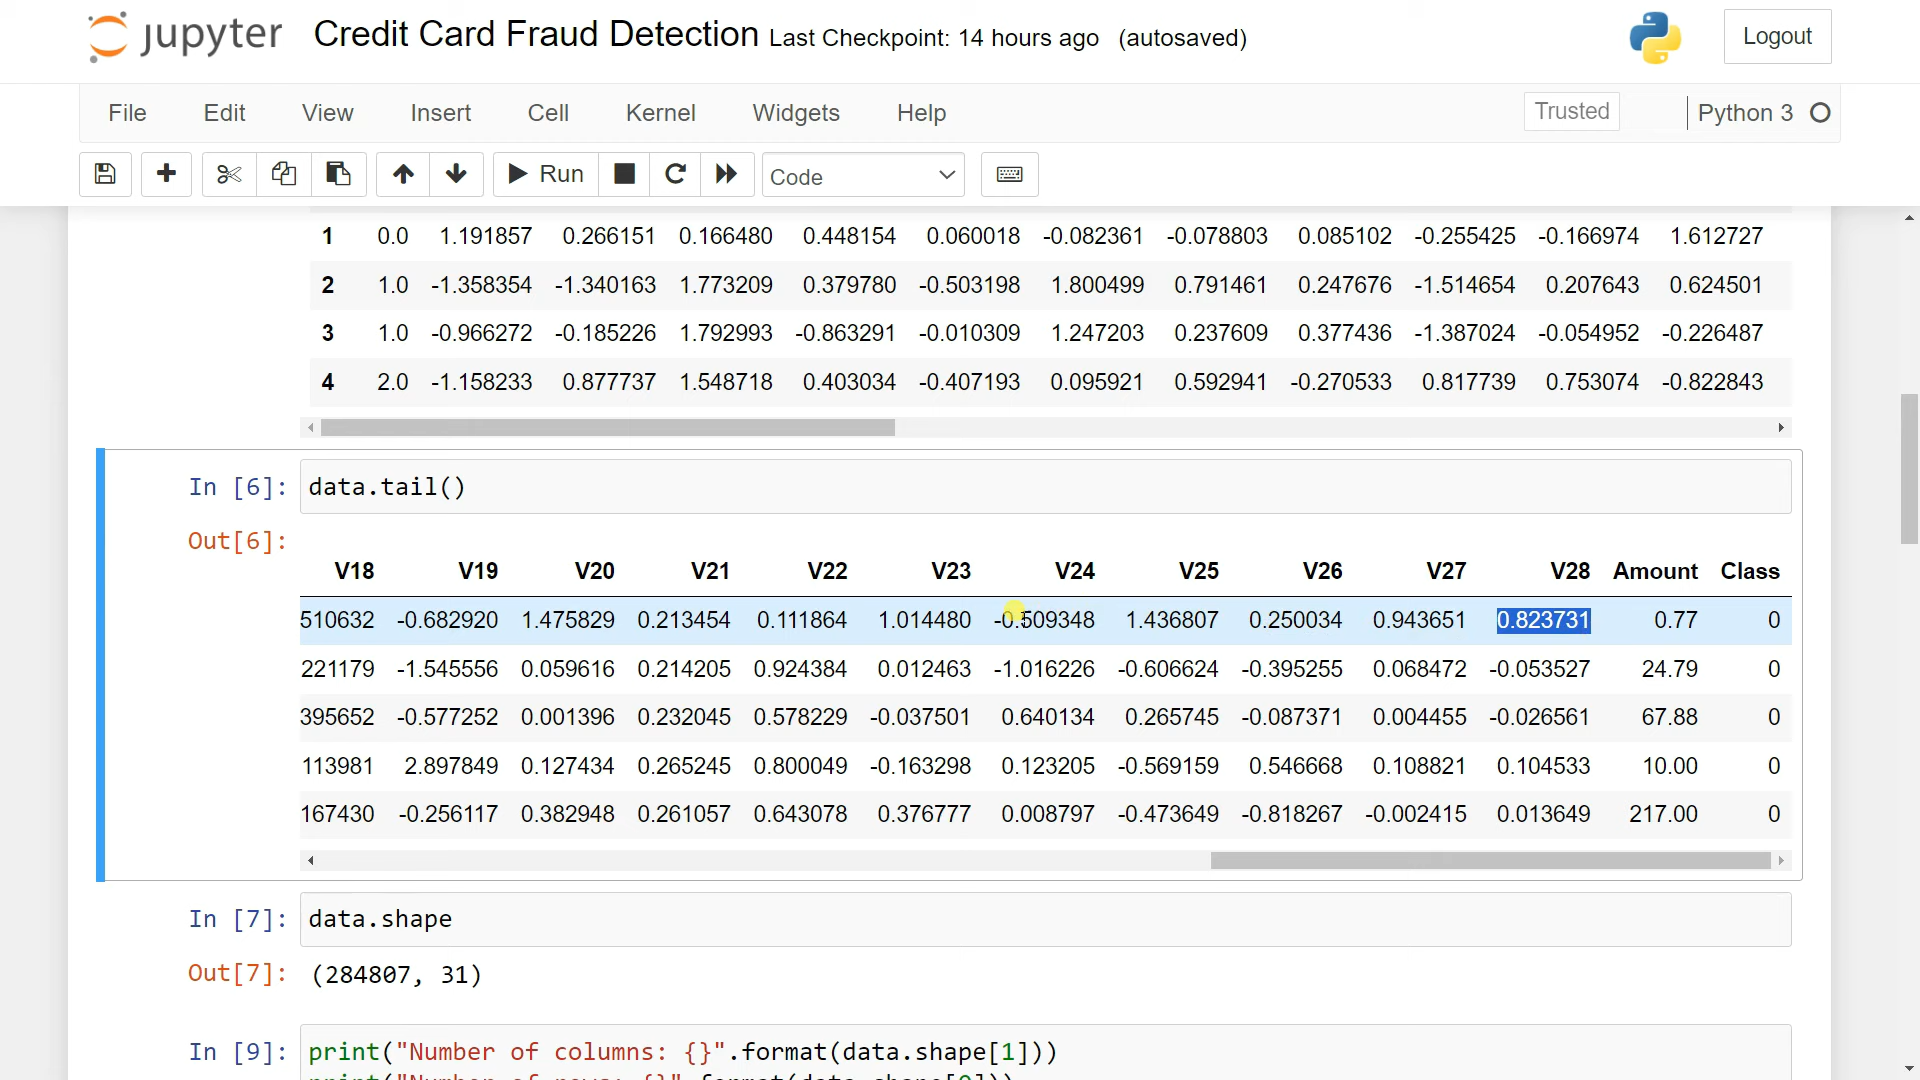 jupyter Credit Card Fraud Detection Last Checkpoint: 14 hours ago (autosaved) Logout
File Edit View Insert Cell Kernel Widgets Help Trusted Python 3
Run Code
1 0.0 1.191857 0.266151 0.166480 0.448154 0.060018 -0.082361 -0.078803 0.085102 -0.255425 -0.166974 1.612727
2 1.0 -1.358354 -1.340163 1.773209 0.379780 -0.503198 1.800499 0.791461 0.247676 -1.514654 0.207643 0.624501
3 1.0 -0.966272 -0.185226 1.792993 -0.863291 -0.010309 1.247203 0.237609 0.377436 -1.387024 -0.054952 -0.226487
4 2.0 -1.158233 0.877737 1.548718 0.403034 -0.407193 0.095921 0.592941 -0.270533 0.817739 0.753074 -0.822843
In [6]: data.tail()
Out[6]:
V18 V19 V20 V21 V22 V23 V24 V25 V26 V27 V28 Amount Class
510632 -0.682920 1.475829 0.213454 0.111864 1.014480 -0.509348 1.436807 0.250034 0.943651 0.823731 0.77 0
221179 -1.545556 0.059616 0.214205 0.924384 0.012463 -1.016226 -0.606624 -0.395255 0.068472 -0.053527 24.79 0
395652 -0.577252 0.001396 0.232045 0.578229 -0.037501 0.640134 0.265745 -0.087371 0.004455 -0.026561 67.88 0
113981 2.897849 0.127434 0.265245 0.800049 -0.163298 0.123205 -0.569159 0.546668 0.108821 0.104533 10.00 0
167430 -0.256117 0.382948 0.261057 0.643078 0.376777 0.008797 -0.473649 -0.818267 -0.002415 0.013649 217.00 0
In [7]: data.shape
Out[7]: (284807, 31)
In [9]: print("Number of columns: {}".format(data.shape[1]))
print("Number of rows: {}".format(data.shape[0]))